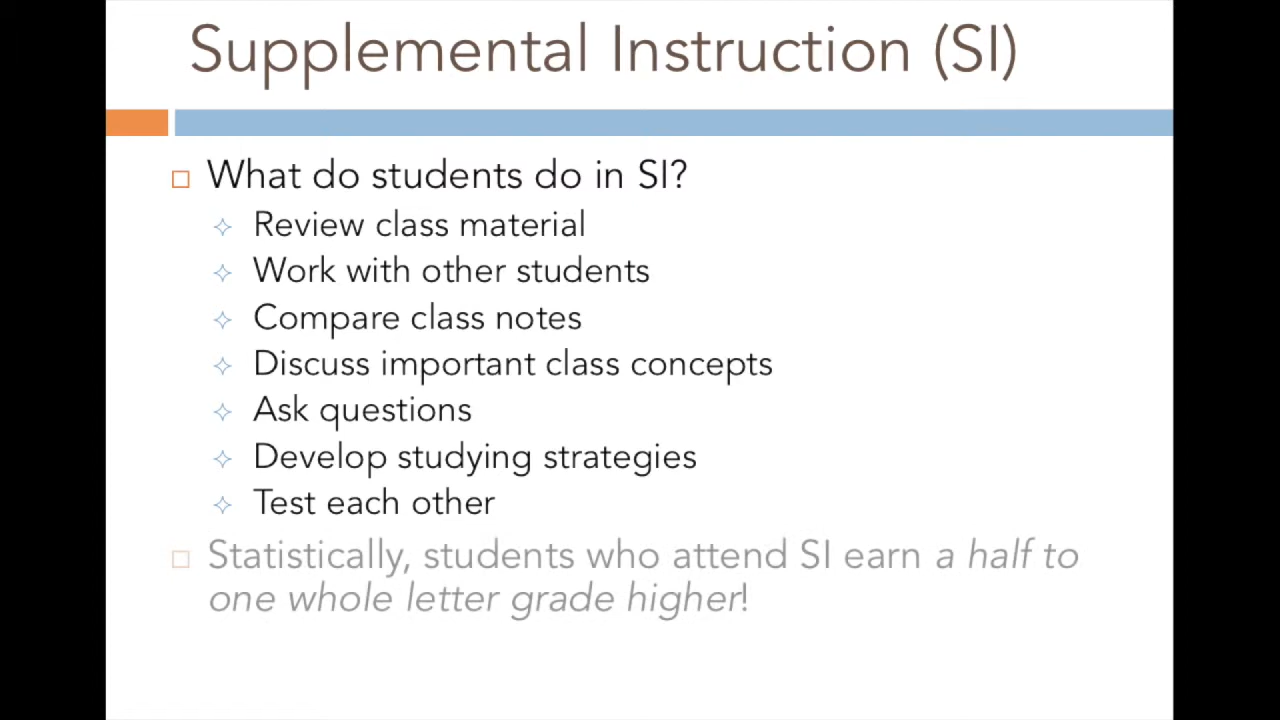 Supplemental Instruction (SI)
What do students do in SI?
Review class material
Work with other students
Compare class notes
Discuss important class concepts
Ask questions
Develop studying strategies
Test each other
Statistically, students who attend SI earn a half to
one whole letter grade higher!